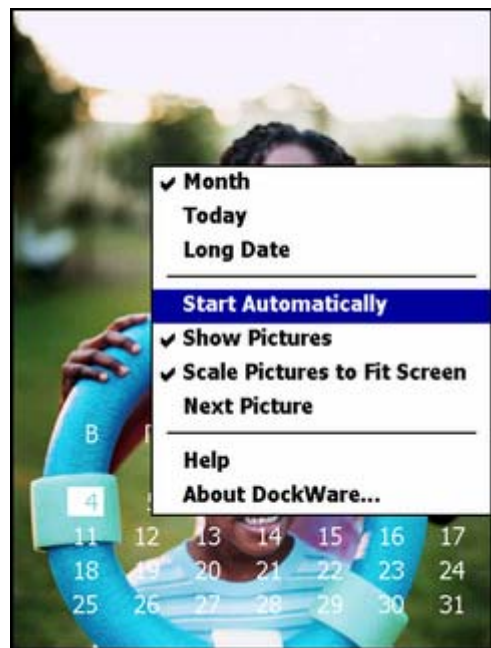 Month
Today
Long Date
Start Automatically
Show Pictures
Scale Pictures to Fit Screen
Next Picture
Help
About DockWare...
B
4
11 12 13 14 15 16 17
18 19 20 21 22 23 24
25 26 27 28 29 30 31